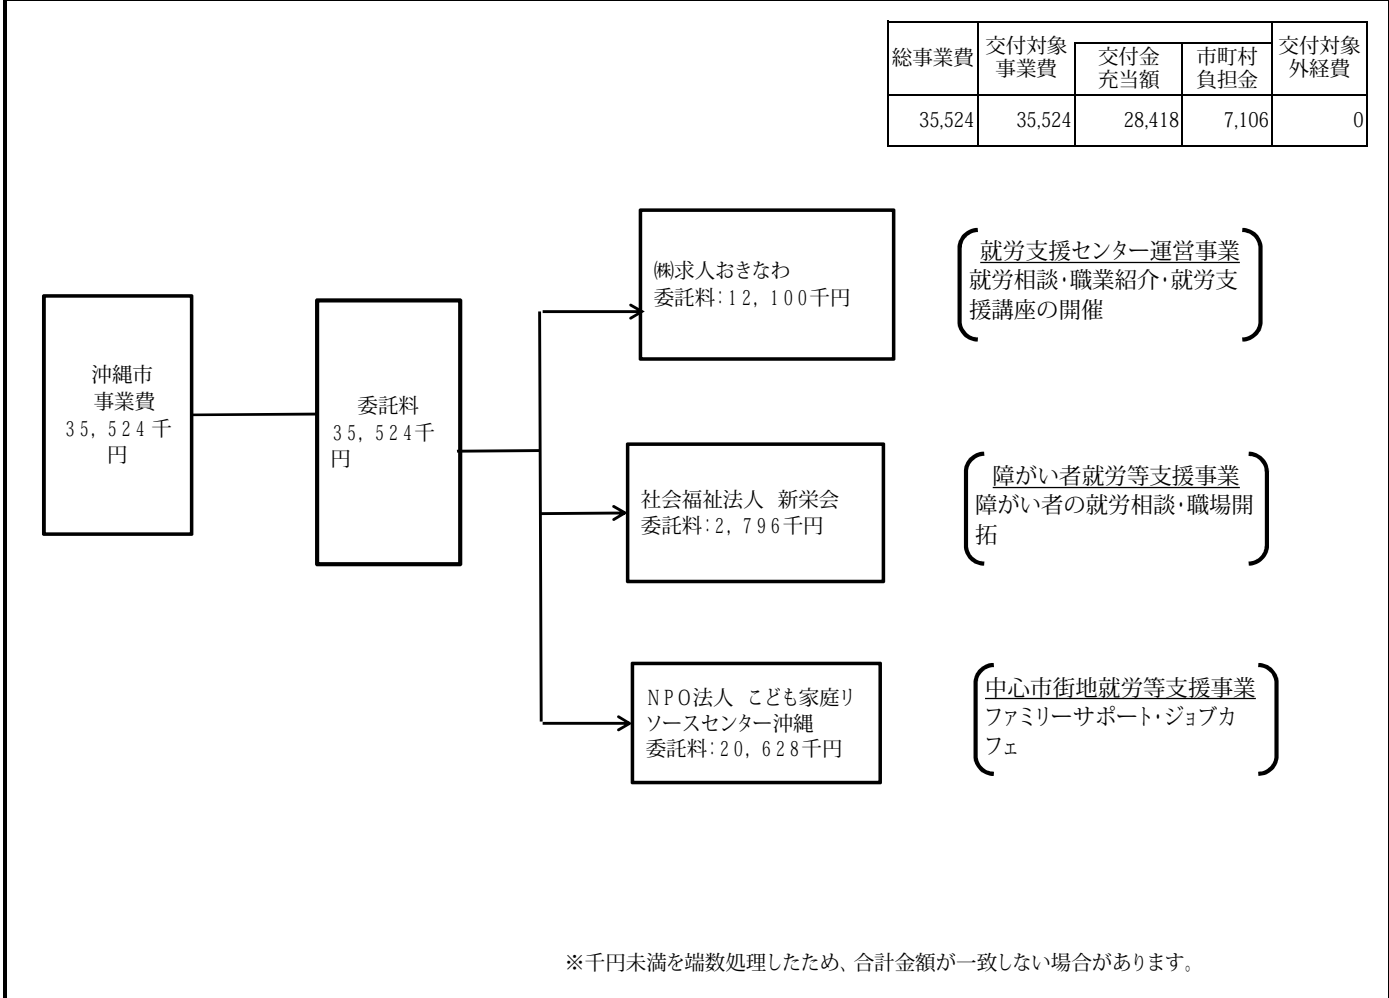 総事業費
交付対象
事業費
交付金
充当額
市町村
負担金
交付対象
外経費
35,524 35,524 28,418 7,106 0
沖縄市
事業費
35,524千
円
委託料
35,524千
円
㈱求人おきなわ
委託料:12,100千円
就労支援センター運営事業
就労相談・職業紹介・就労支
援講座の開催
社会福祉法人 新栄会
委託料:2,796千円
障がい者就労等支援事業
障がい者の就労相談・職場開
拓
NPO法人 こども家庭リ
ソースセンター沖縄
委託料:20,628千円
中心市街地就労等支援事業
ファミリーサポート・ジョブカ
フェ
※千円未満を端数処理したため、合計金額が一致しない場合があります。